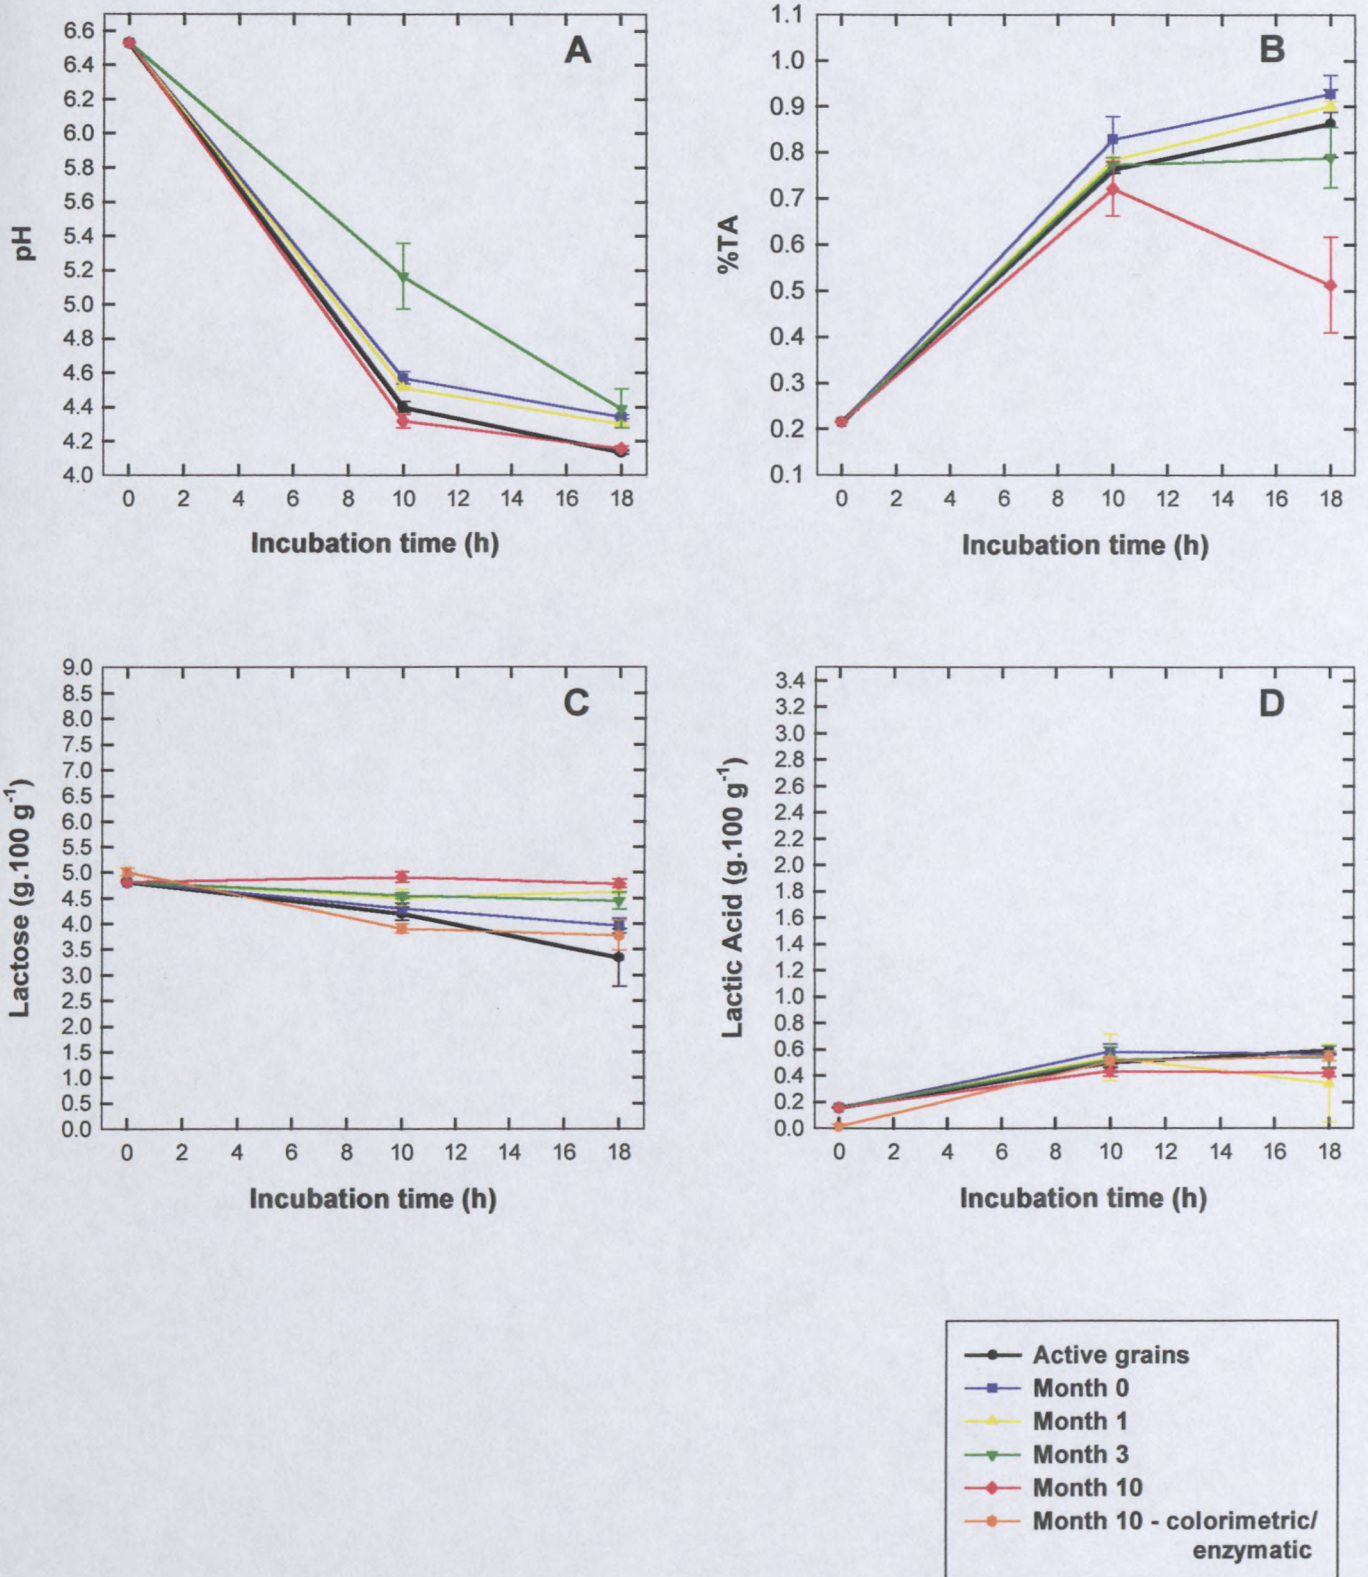 A
6.6
6.4
6.2
6.0
5.8
5.6
5.4
5.2
5.0
4.8
4.6
4.4
4.2
4.0
pH
0 2 4 6 8 10 12 14 16 18
Incubation time (h)
B
1.1
1.0
0.9
0.8
0.7
0.6
0.5
0.4
0.3
0.2
0.1
%TA
0 2 4 6 8 10 12 14 16 18
Incubation time (h)
C
9.0
8.5
8.0
7.5
7.0
6.5
6.0
5.5
5.0
4.5
4.0
3.5
3.0
2.5
2.0
1.5
1.0
0.5
0.0
Lactose (g.100 g⁻¹)
0 2 4 6 8 10 12 14 16 18
Incubation time (h)
D
3.4
3.2
3.0
2.8
2.6
2.4
2.2
2.0
1.8
1.6
1.4
1.2
1.0
0.8
0.6
0.4
0.2
0.0
Lactic Acid (g.100 g⁻¹)
0 2 4 6 8 10 12 14 16 18
Incubation time (h)
Active grains
Month 0
Month 1
Month 3
Month 10
Month 10 - colorimetric/
enzymatic